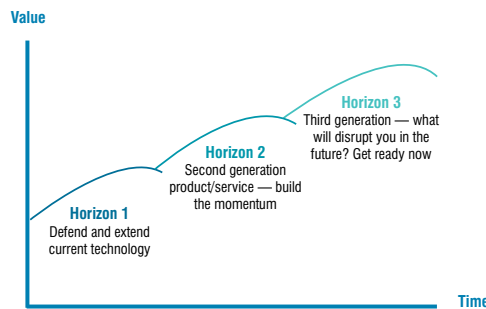 Value
Horizon 3
Third generation — what
will disrupt you in the
future? Get ready now
Horizon 2
Second generation
product/service — build
the momentum
Horizon 1
Defend and extend
current technology
Time